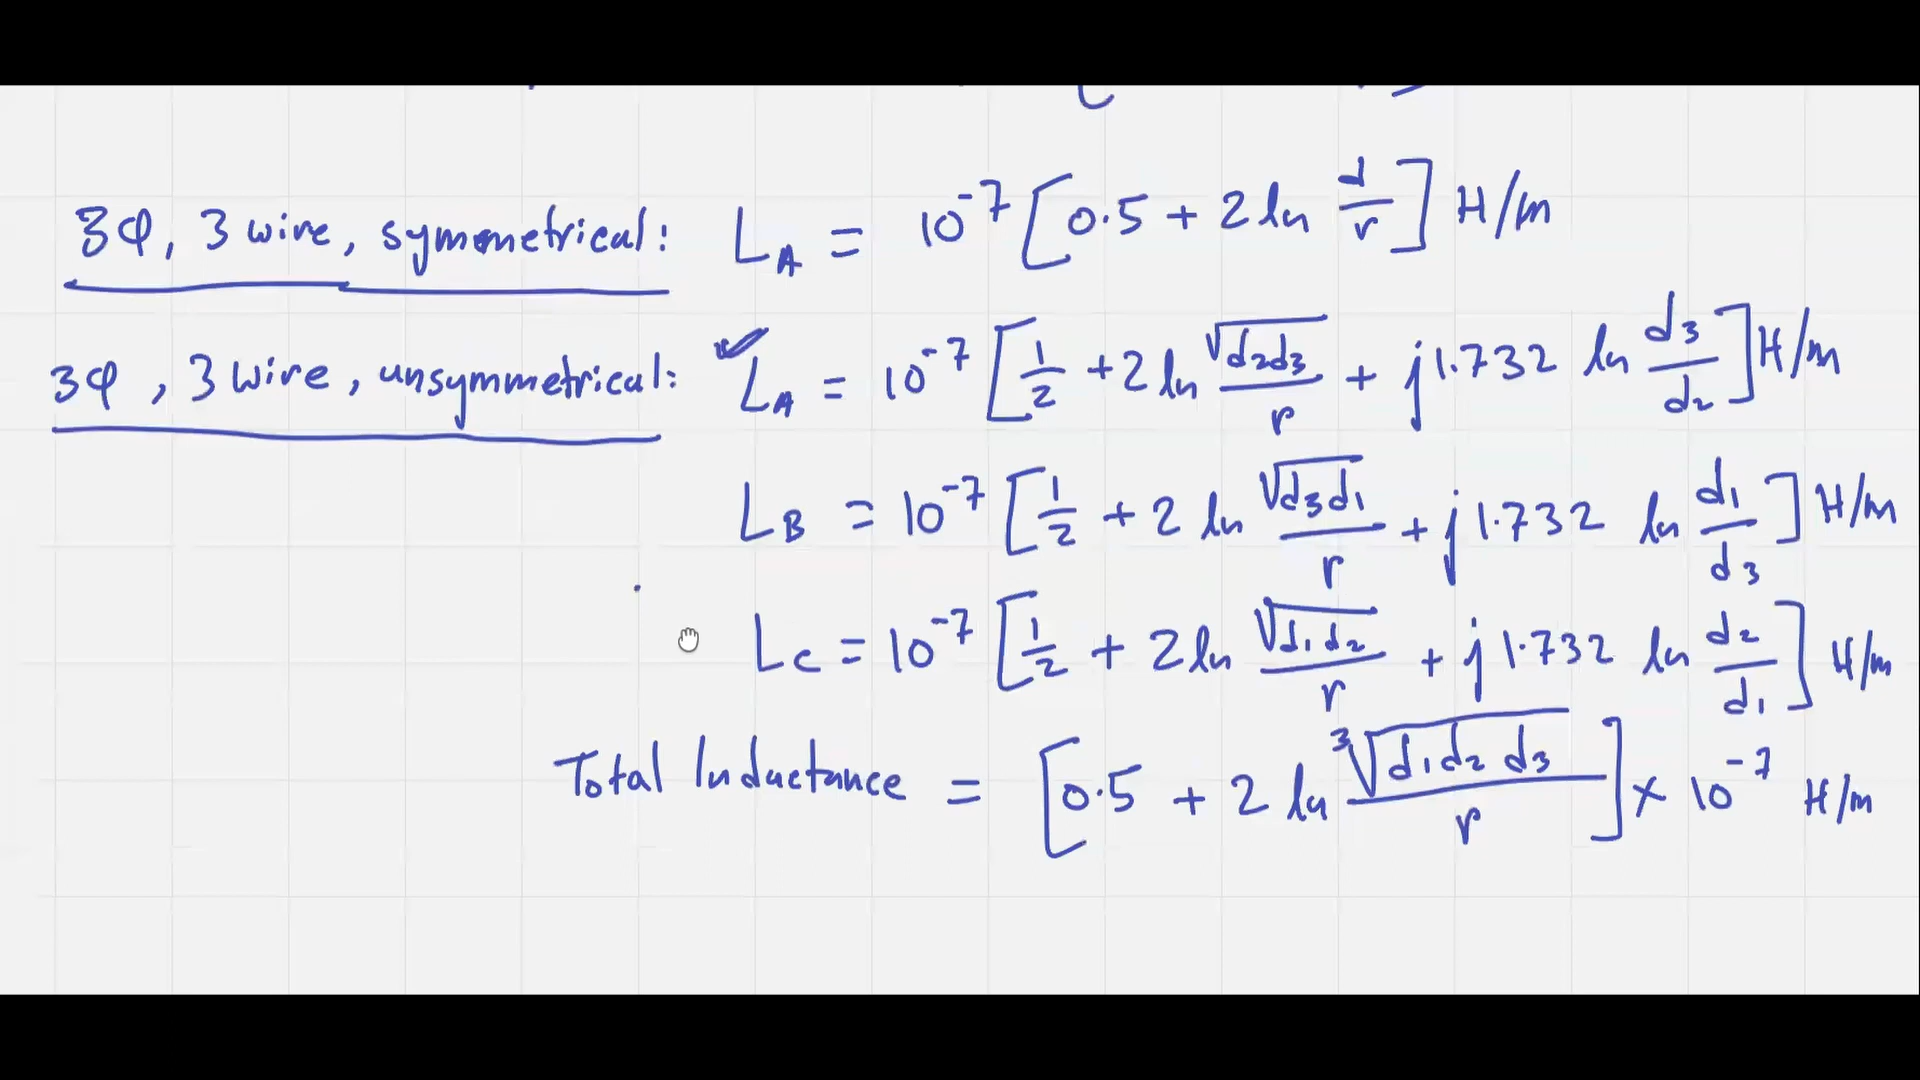 3φ, 3 wire, symmetrical: L_A = 10^-7 [0.5 + 2 ln d/r] H/m
3φ, 3 wire, unsymmetrical: L_A = 10^-7 [1/2 + 2 ln √(d2d3)/r + j1.732 ln d3/d2] H/m
L_B = 10^-7 [1/2 + 2 ln √(d3d1)/r + j1.732 ln d1/d3] H/m
L_C = 10^-7 [1/2 + 2 ln √(d1d2)/r + j1.732 ln d2/d1] H/m
Total Inductance = [0.5 + 2 ln ∛(d1d2d3)/r] × 10^-7 H/m